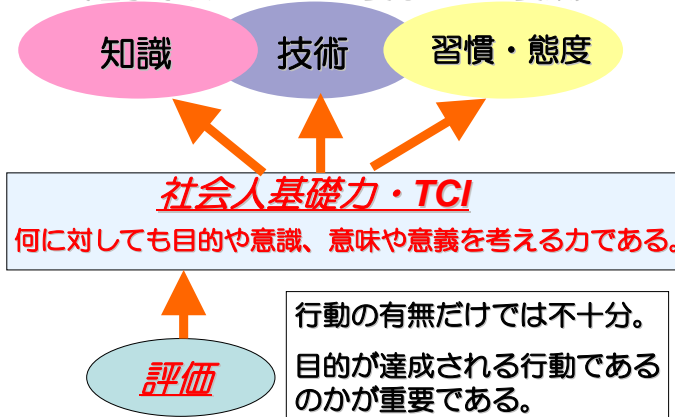 知識
技術
習慣・態度
社会人基礎力・TCI
何に対しても目的や意識、意味や意義を考える力である。
評価
行動の有無だけでは不十分。
目的が達成される行動である
のかが重要である。